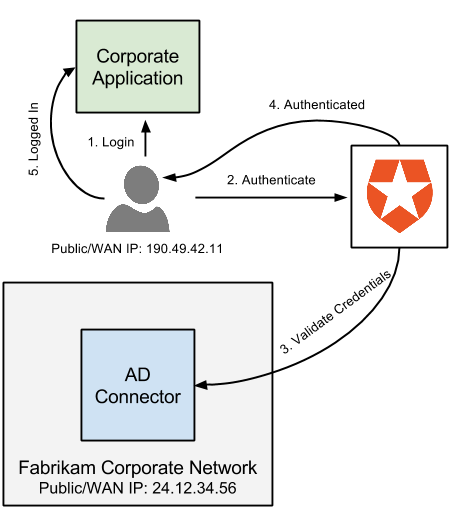 Corporate
Application
4. Authenticated
5. Logged In
1. Login
2. Authenticate
Public/WAN IP: 190.49.42.11
3. Validate Credentials
AD
Connector
Fabrikam Corporate Network
Public/WAN IP: 24.12.34.56